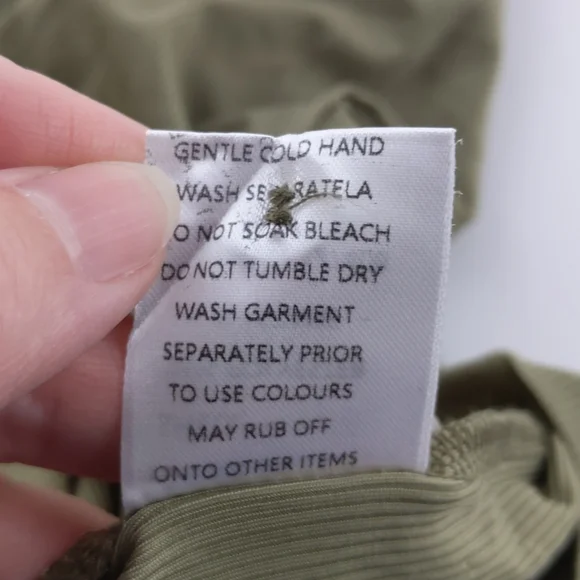 GENTLE COLD HAND
WASH SEPARATELA
DO NOT SOAK BLEACH
DO NOT TUMBLE DRY
WASH GARMENT
SEPARATELY PRIOR
TO USE COLOURS
MAY RUB OFF
ONTO OTHER ITEMS